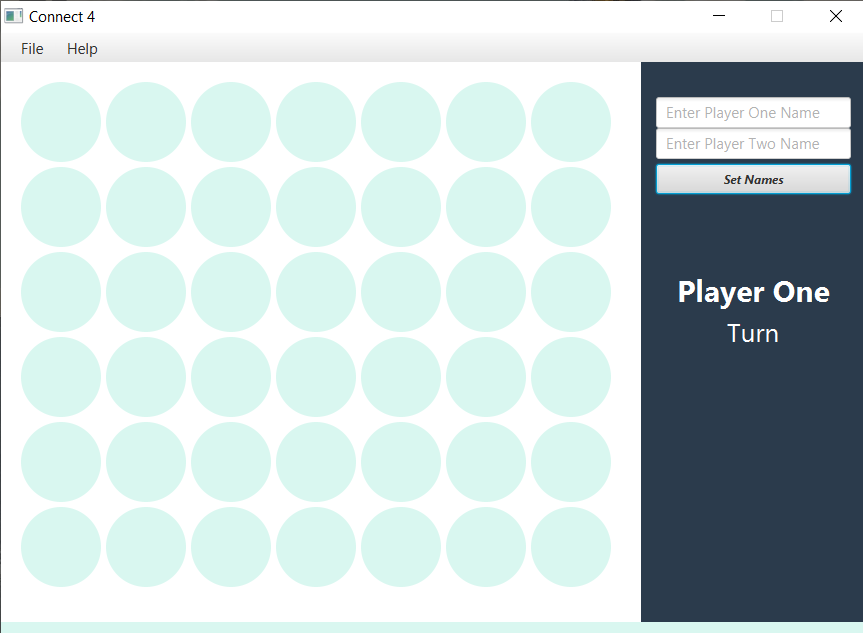 Connect 4
File Help
Enter Player One Name
Enter Player Two Name
Set Names
Player One
Turn